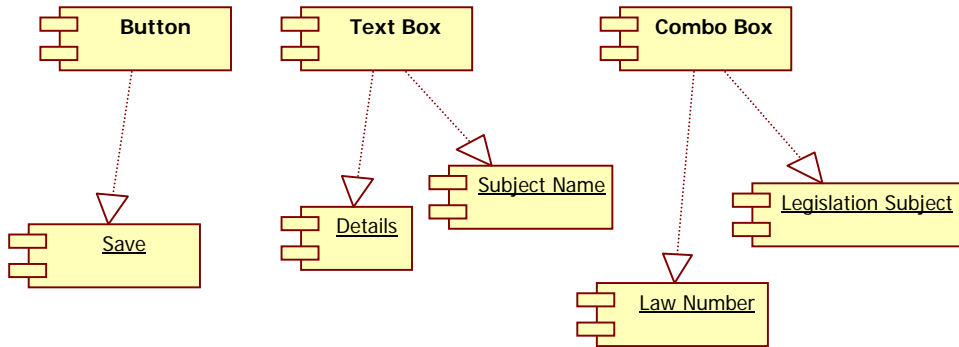 Button
Text Box
Combo Box
Subject Name
Legislation Subject
Details
Save
Law Number